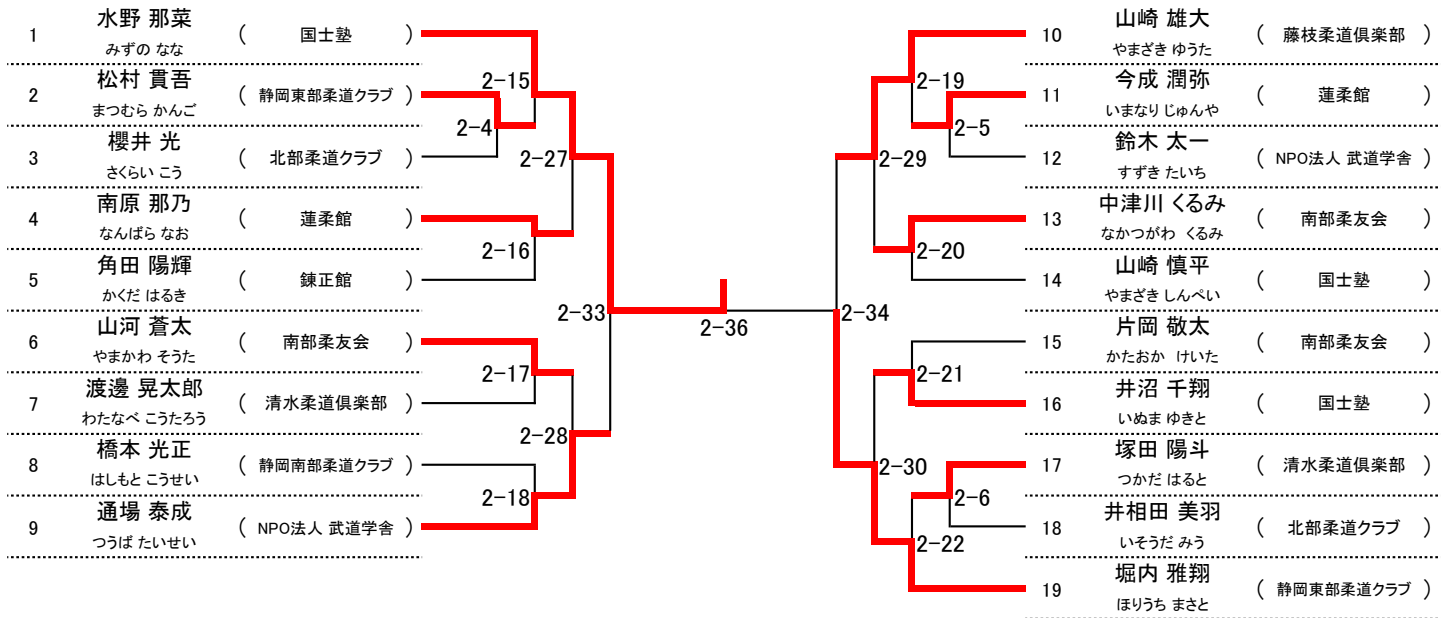 1 水野 那菜 ( 国士塾 )
みずの なな
2 松村 貫吾 ( 静岡東部柔道クラブ )
まつむら かんご
3 櫻井 光 ( 北部柔道クラブ )
さくらい こう
4 南原 那乃 ( 蓮柔館 )
なんばら なお
5 角田 陽輝 ( 錬正館 )
かくだ はるき
6 山河 蒼太 ( 南部柔友会 )
やまかわ そうた
7 渡邊 晃太郎 ( 清水柔道倶楽部 )
わたなべ こうたろう
8 橋本 光正 ( 静岡南部柔道クラブ )
はしもと こうせい
9 通場 泰成 ( NPO法人 武道学舎 )
つうば たいせい
2-15
2-4
2-27
2-16
2-33
2-17
2-28
2-18
2-36
2-19
2-5
2-29
2-20
2-34
2-21
2-30
2-6
2-22
10 山崎 雄大 ( 藤枝柔道倶楽部 )
やまざき ゆうた
11 今成 潤弥 ( 蓮柔館 )
いまなり じゅんや
12 鈴木 太一 ( NPO法人 武道学舎 )
すずき たいち
13 中津川 くるみ ( 南部柔友会 )
なかつがわ くるみ
14 山崎 慎平 ( 国士塾 )
やまざき しんぺい
15 片岡 敬太 ( 南部柔友会 )
かたおか けいた
16 井沼 千翔 ( 国士塾 )
いぬま ゆきと
17 塚田 陽斗 ( 清水柔道倶楽部 )
つかだ はると
18 井相田 美羽 ( 北部柔道クラブ )
いそうだ みう
19 堀内 雅翔 ( 静岡東部柔道クラブ )
ほりうち まさと